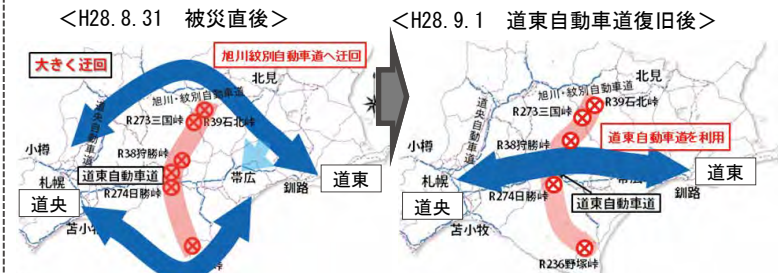 <H28.8.31 被災直後>
大きく迂回
旭川紋別自動車道へ迂回
北見
旭川・紋別自動車道
R273三国峠
R39石北峠
道央自動車道
小樽
R38狩勝峠
札幌
道東自動車道
帯広
道東
R274日勝峠
釧路
道央
苫小牧
峠
<H28.9.1 道東自動車道復旧後>
北見
旭川・紋別自動車道
R39石北峠
R273三国峠
道央自動車道
小樽
R38狩勝峠
道東自動車道を利用
札幌
帯広
道東
R274日勝峠
釧路
道央
道東自動車道
苫小牧
R236野塚峠